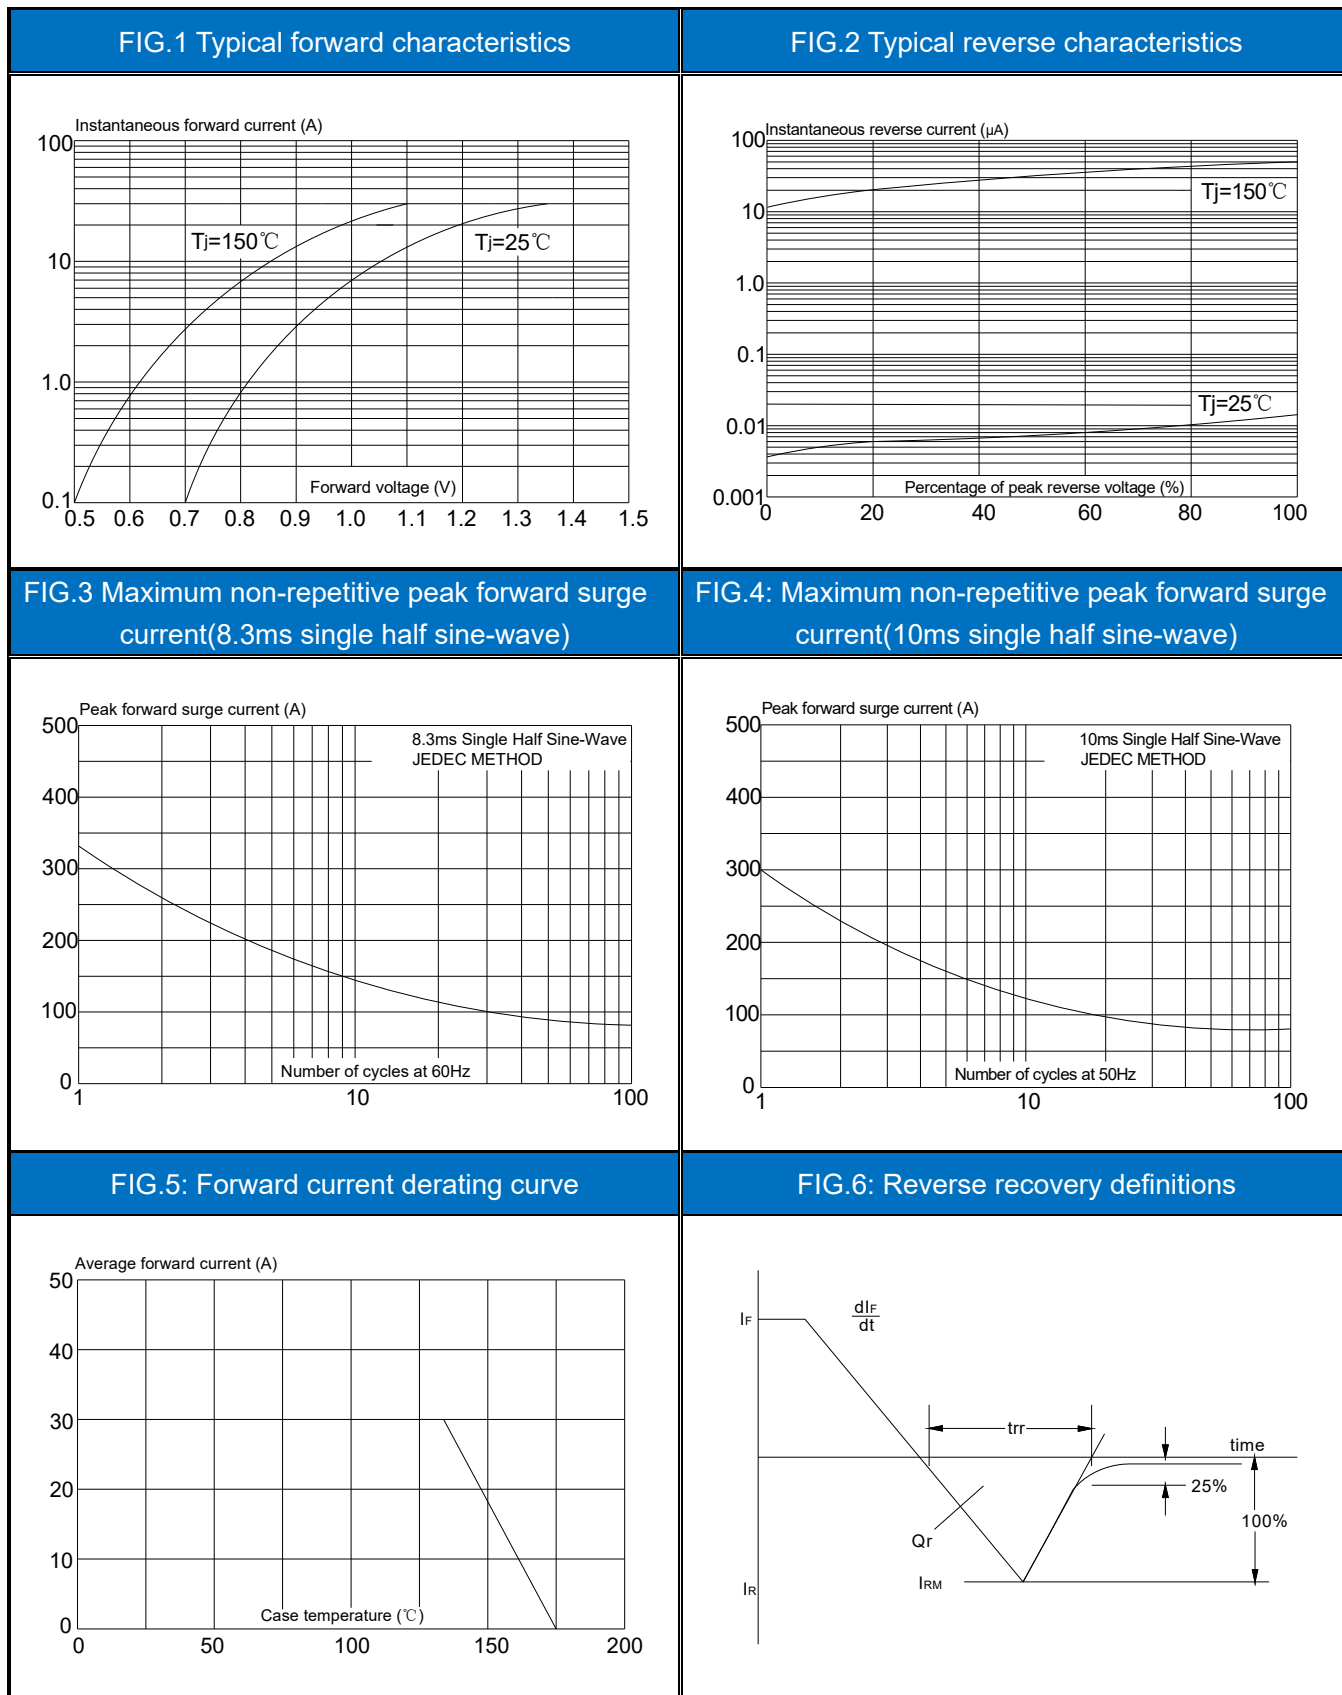 FIG.1 Typical forward characteristics
Instantaneous forward current (A)
100
10
1.0
0.1
Tj=150℃
Tj=25℃
Forward voltage (V)
0.5 0.6 0.7 0.8 0.9 1.0 1.1 1.2 1.3 1.4 1.5
FIG.2 Typical reverse characteristics
Instantaneous reverse current (μA)
100
10
1.0
0.1
0.01
0.001
Tj=150℃
Tj=25℃
Percentage of peak reverse voltage (%)
0 20 40 60 80 100
FIG.3 Maximum non-repetitive peak forward surge
current(8.3ms single half sine-wave)
Peak forward surge current (A)
500
400
300
200
100
0
8.3ms Single Half Sine-Wave
JEDEC METHOD
Number of cycles at 60Hz
1 10 100
FIG.4: Maximum non-repetitive peak forward surge
current(10ms single half sine-wave)
Peak forward surge current (A)
500
400
300
200
100
0
10ms Single Half Sine-Wave
JEDEC METHOD
Number of cycles at 50Hz
1 10 100
FIG.5: Forward current derating curve
Average forward current (A)
50
40
30
20
10
0
Case temperature (℃)
0 50 100 150 200
FIG.6: Reverse recovery definitions
IF
dIF
dt
trr
time
25%
100%
Qr
IR
IRM